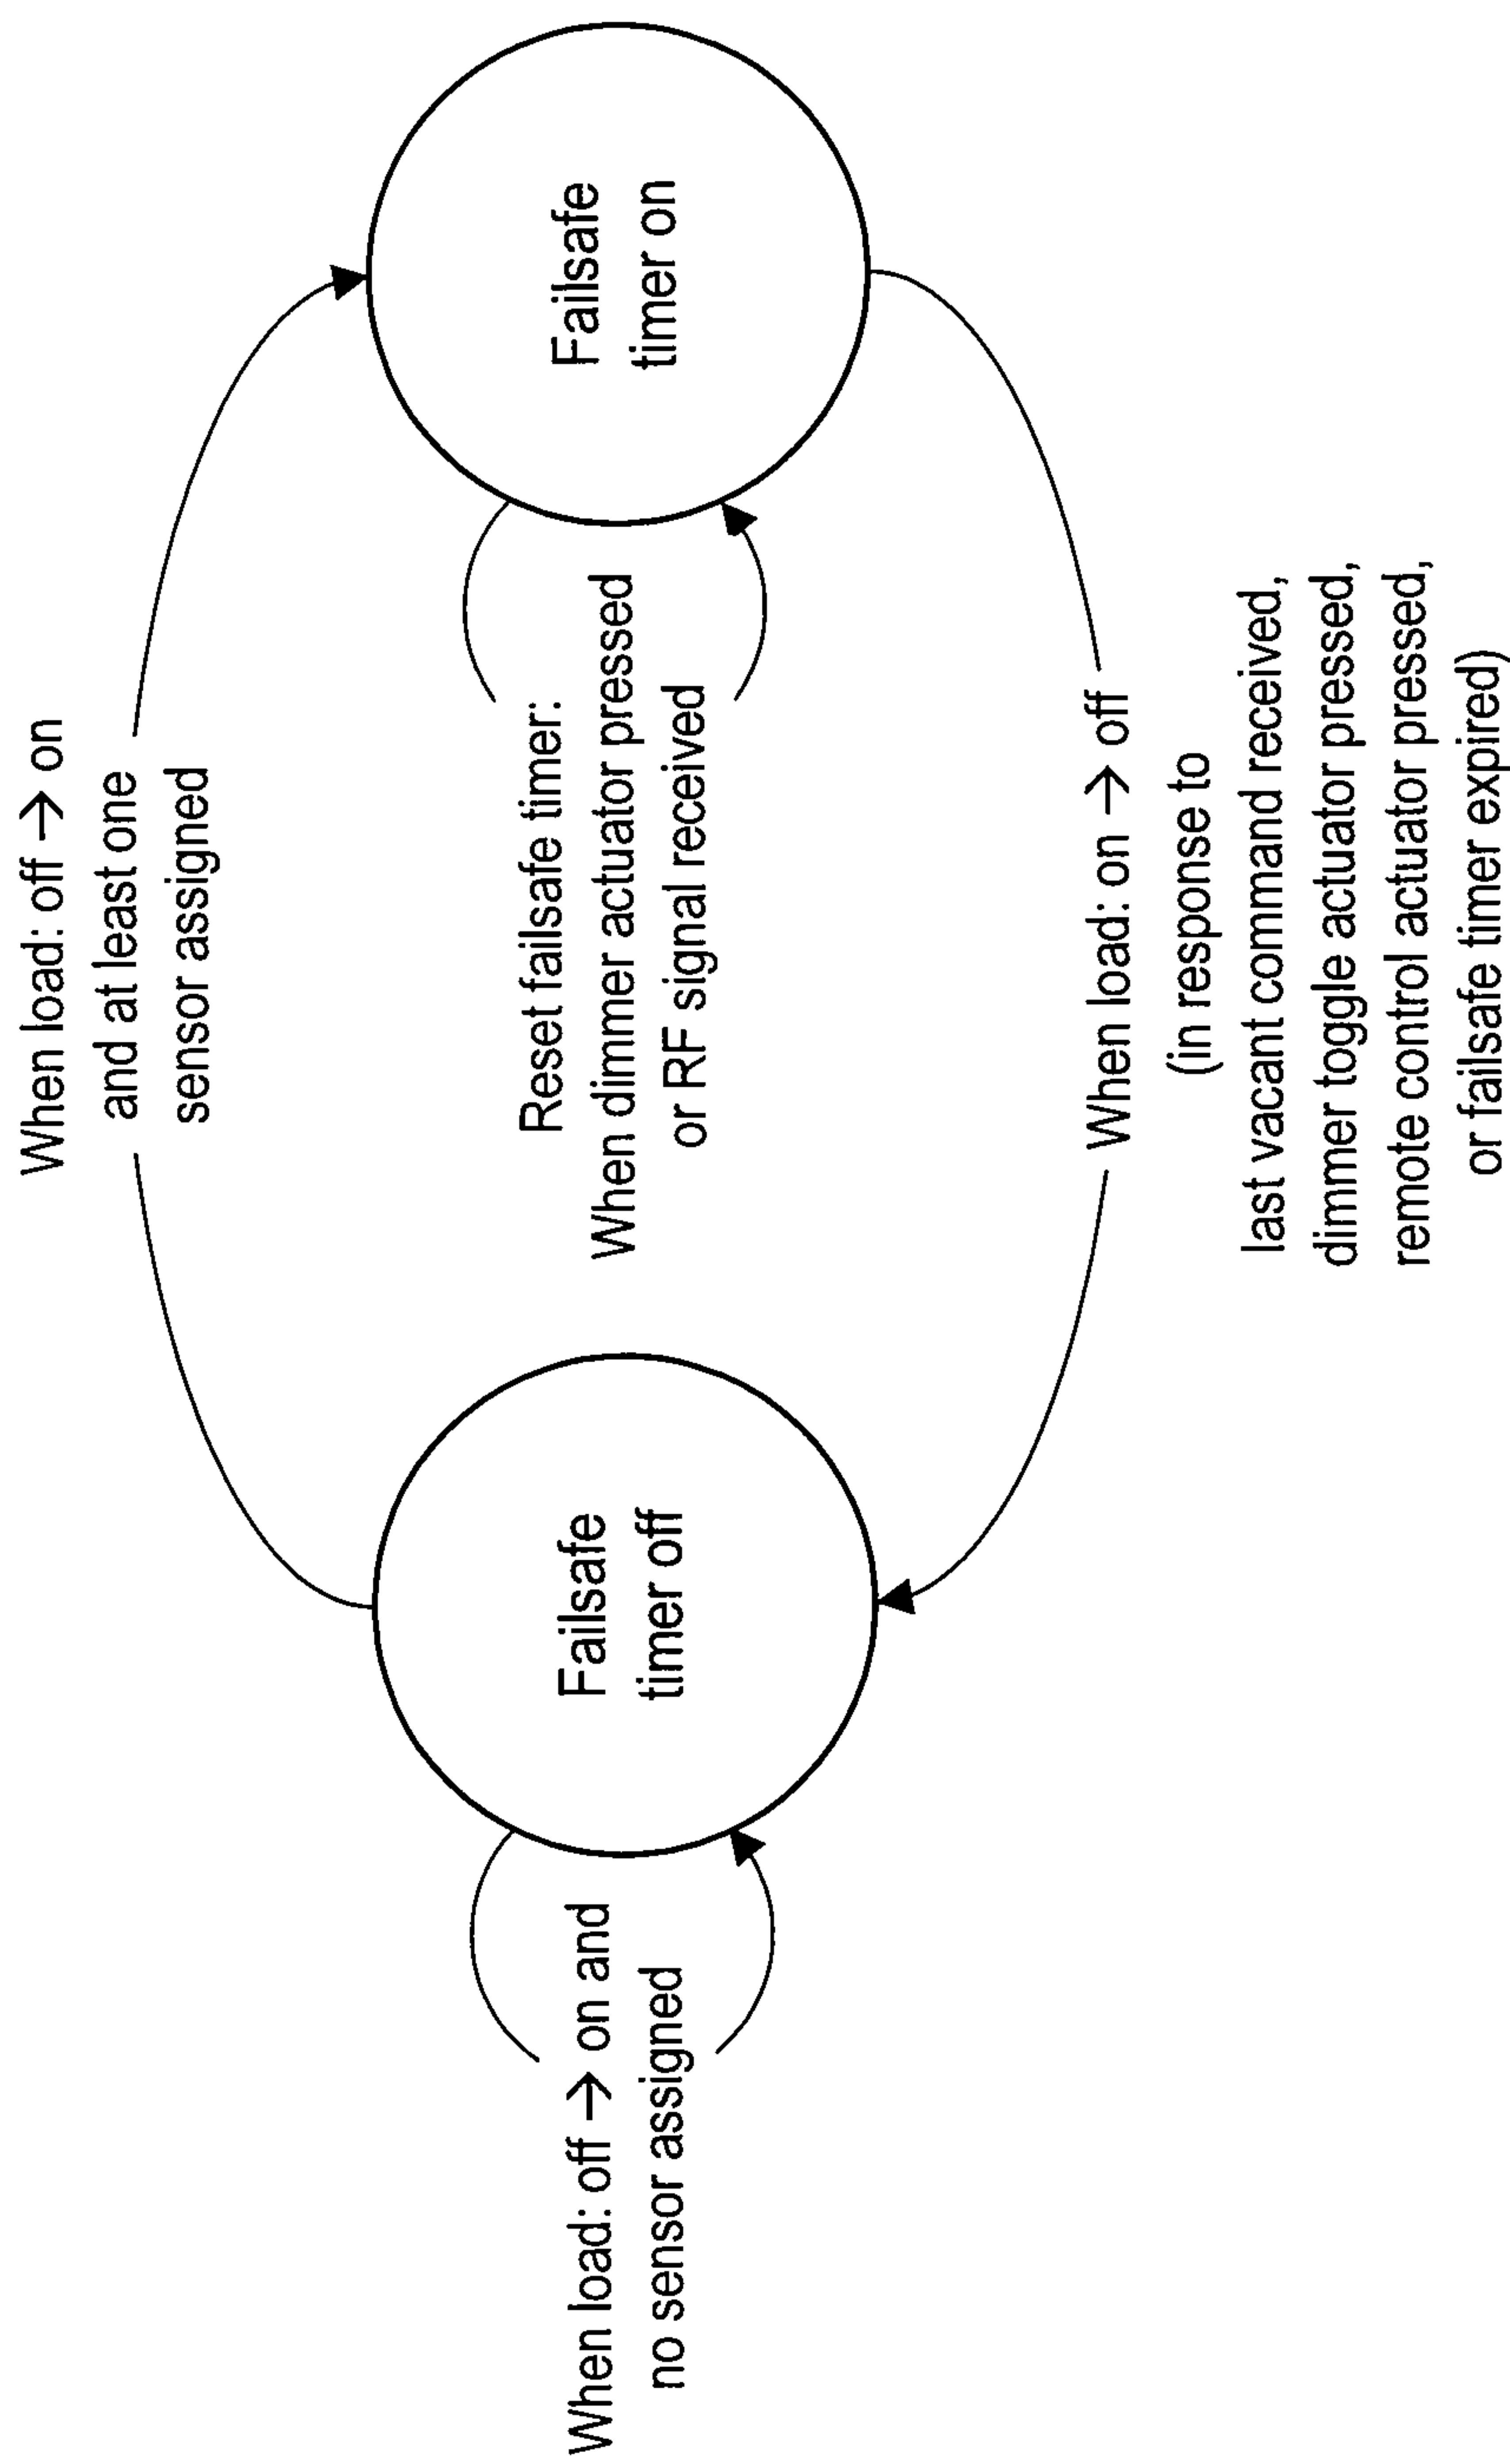 When load: off → on
and at least one
sensor assigned
When load: off → on and
no sensor assigned
Failsafe
timer off
Reset failsafe timer:
When dimmer actuator pressed
or RF signal received
Failsafe
timer on
When load: on → off
(in response to
last vacant command received,
dimmer toggle actuator pressed,
remote control actuator pressed,
or failsafe timer expired)